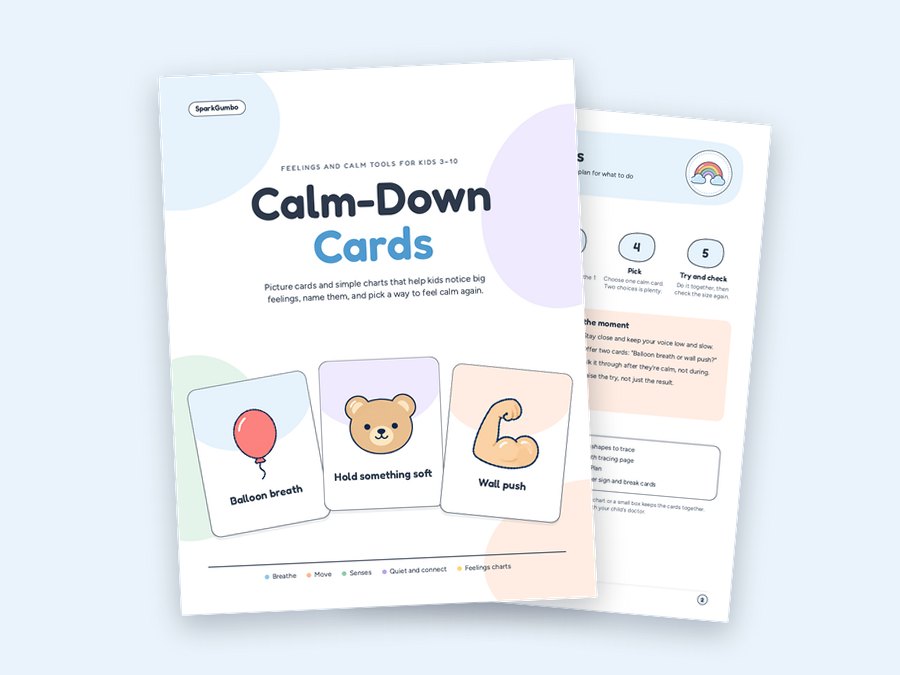 SparkGumbo
FEELINGS AND CALM TOOLS FOR KIDS 3–10
Calm-Down
Cards
Picture cards and simple charts that help kids notice big
feelings, name them, and pick a way to feel calm again.
Balloon breath
Hold something soft
Wall push
Breathe
Move
Senses
Quiet and connect
Feelings charts
plan for what to do
4
5
Pick
Try and check
Choose one calm card.
Two choices is plenty.
Do it together, then
check the size again.
the moment
Stay close and keep your voice low and slow.
Offer two cards: "Balloon breath or wall push?"
it through after they're calm, not during.
the try, not just the result.
shapes to trace
tracing page
Plan
sign and break cards
chart or a small box keeps the cards together.
with your child's doctor.
2